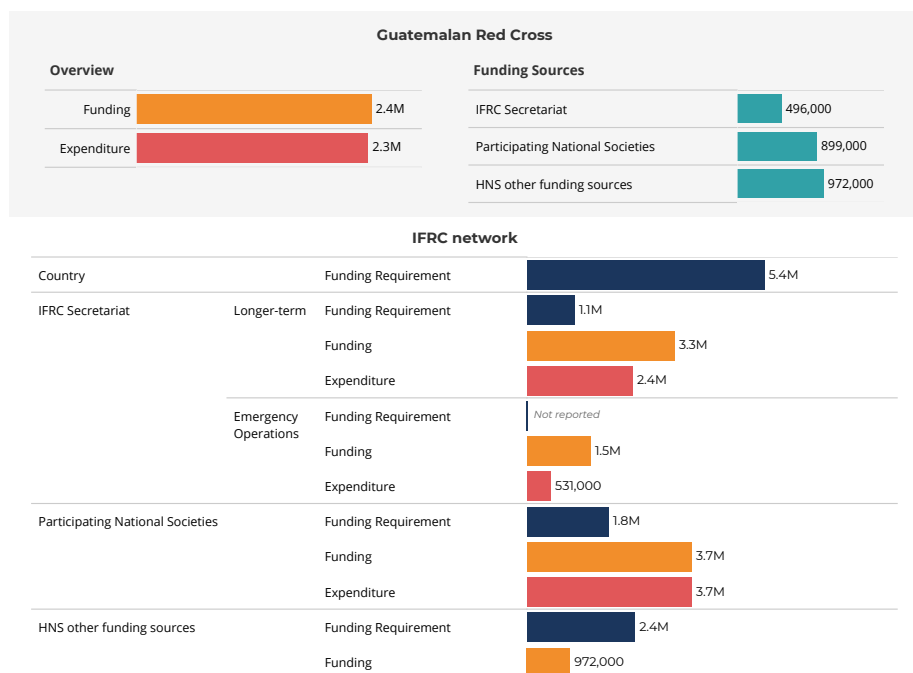 Guatemalan Red Cross
Overview
Funding 2.4M
Expenditure 2.3M
Funding Sources
IFRC Secretariat 496,000
Participating National Societies 899,000
HNS other funding sources 972,000
IFRC network
Country Funding Requirement 5.4M
IFRC Secretariat Longer-term Funding Requirement 1.1M
Funding 3.3M
Expenditure 2.4M
Emergency Funding Requirement Not reported
Operations
Funding 1.5M
Expenditure 531,000
Participating National Societies Funding Requirement 1.8M
Funding 3.7M
Expenditure 3.7M
HNS other funding sources Funding Requirement 2.4M
Funding 972,000